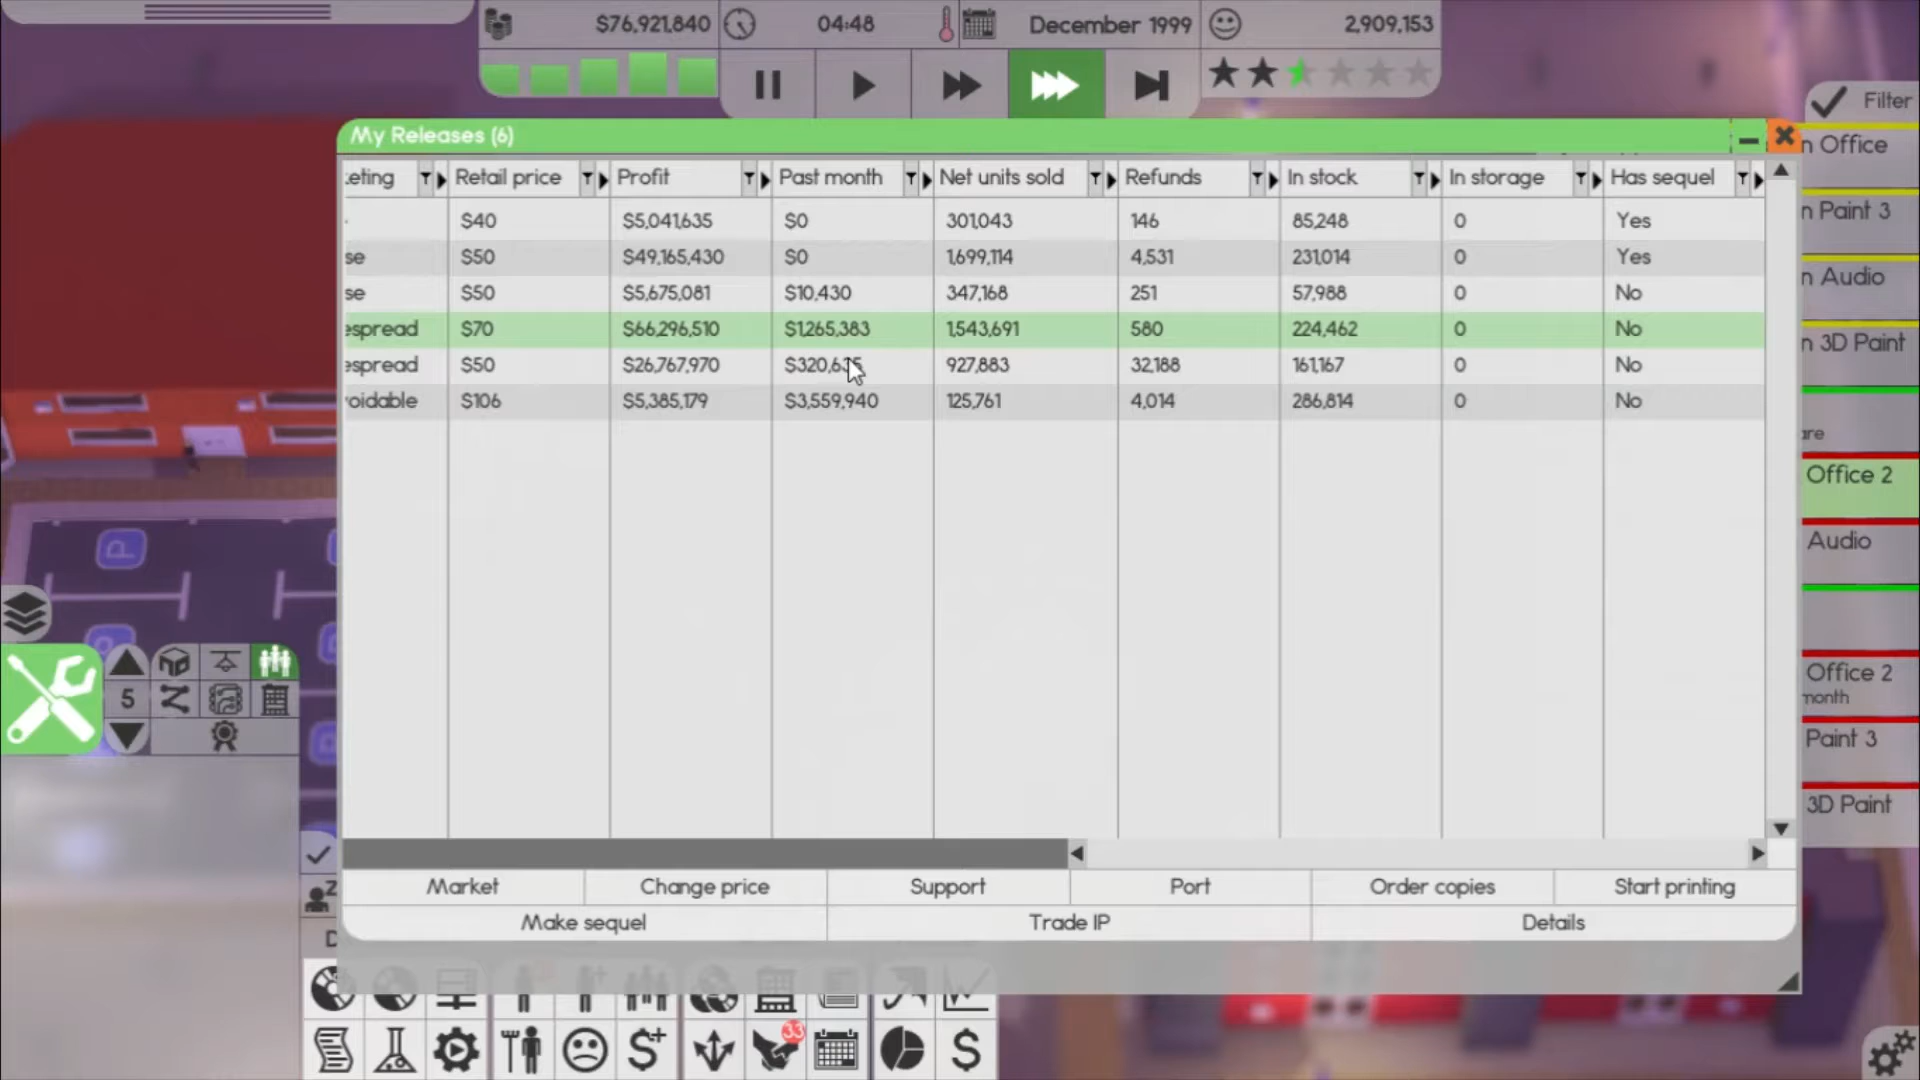 $76,921,840 04:48 December 1999 2,909,153
Filter
My Releases (6)
n Office
n Paint 3
n Audio
n 3D Paint
are
Office 2
Audio
Office 2
month
Paint 3
3D Paint
keting Retail price Profit Past month Net units sold Refunds In stock In storage Has sequel
$40 $5,041,635 $0 301,043 146 85,248 0 Yes
se $50 $49,165,430 $0 1,699,114 4,531 231,014 0 Yes
se $50 $5,675,081 $10,430 347,168 251 57,988 0 No
espread $70 $66,296,510 $1,265,383 1,543,691 580 224,462 0 No
espread $50 $26,767,970 927,883 32,188 161,167 0 No
voidable $106 $5,385,179 $3,559,940 125,761 4,014 286,814 0 No
P
5
Market Change price Support Port Order copies Start printing
Make sequel Trade IP Details
33